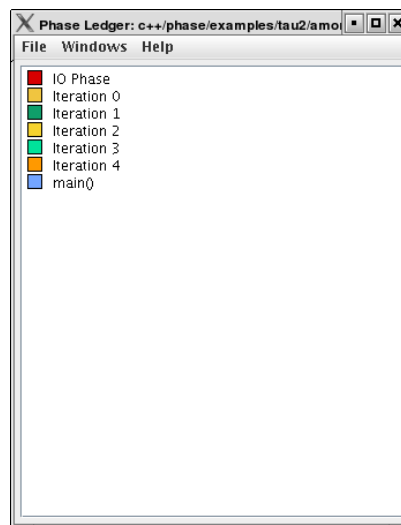 Phase Ledger: c++/phase/examples/tau2/amo
File Windows Help
IO Phase
Iteration 0
Iteration 1
Iteration 2
Iteration 3
Iteration 4
main()